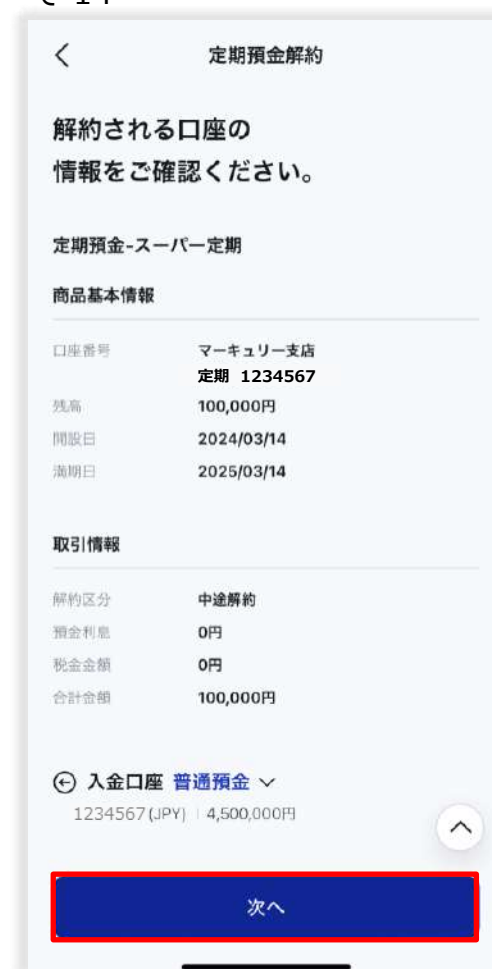 定期預金解約
解約される口座の
情報をご確認ください。
定期預金-スーパー定期
商品基本情報
口座番号 マーキュリー支店
定期 1234567
残高 100,000円
開設日 2024/03/14
満期日 2025/03/14
取引情報
解約区分 中途解約
預金利息 0円
税金金額 0円
合計金額 100,000円
入金口座 普通預金
1234567(JPY) | 4,500,000円
次へ